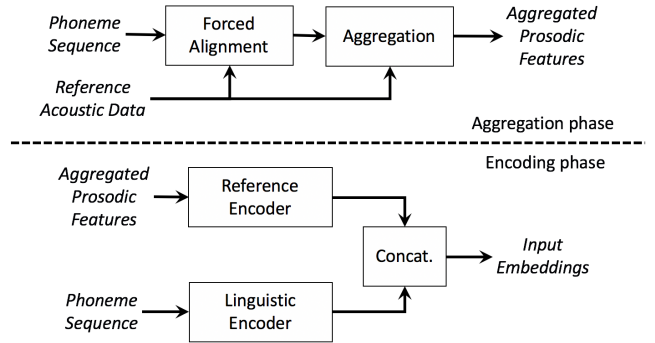 Phoneme
Sequence
Forced
Alignment
Aggregation
Aggregated
Prosodic
Features
Reference
Acoustic Data
Aggregation phase
Encoding phase
Aggregated
Prosodic
Features
Reference
Encoder
Concat.
Input
Embeddings
Phoneme
Sequence
Linguistic
Encoder